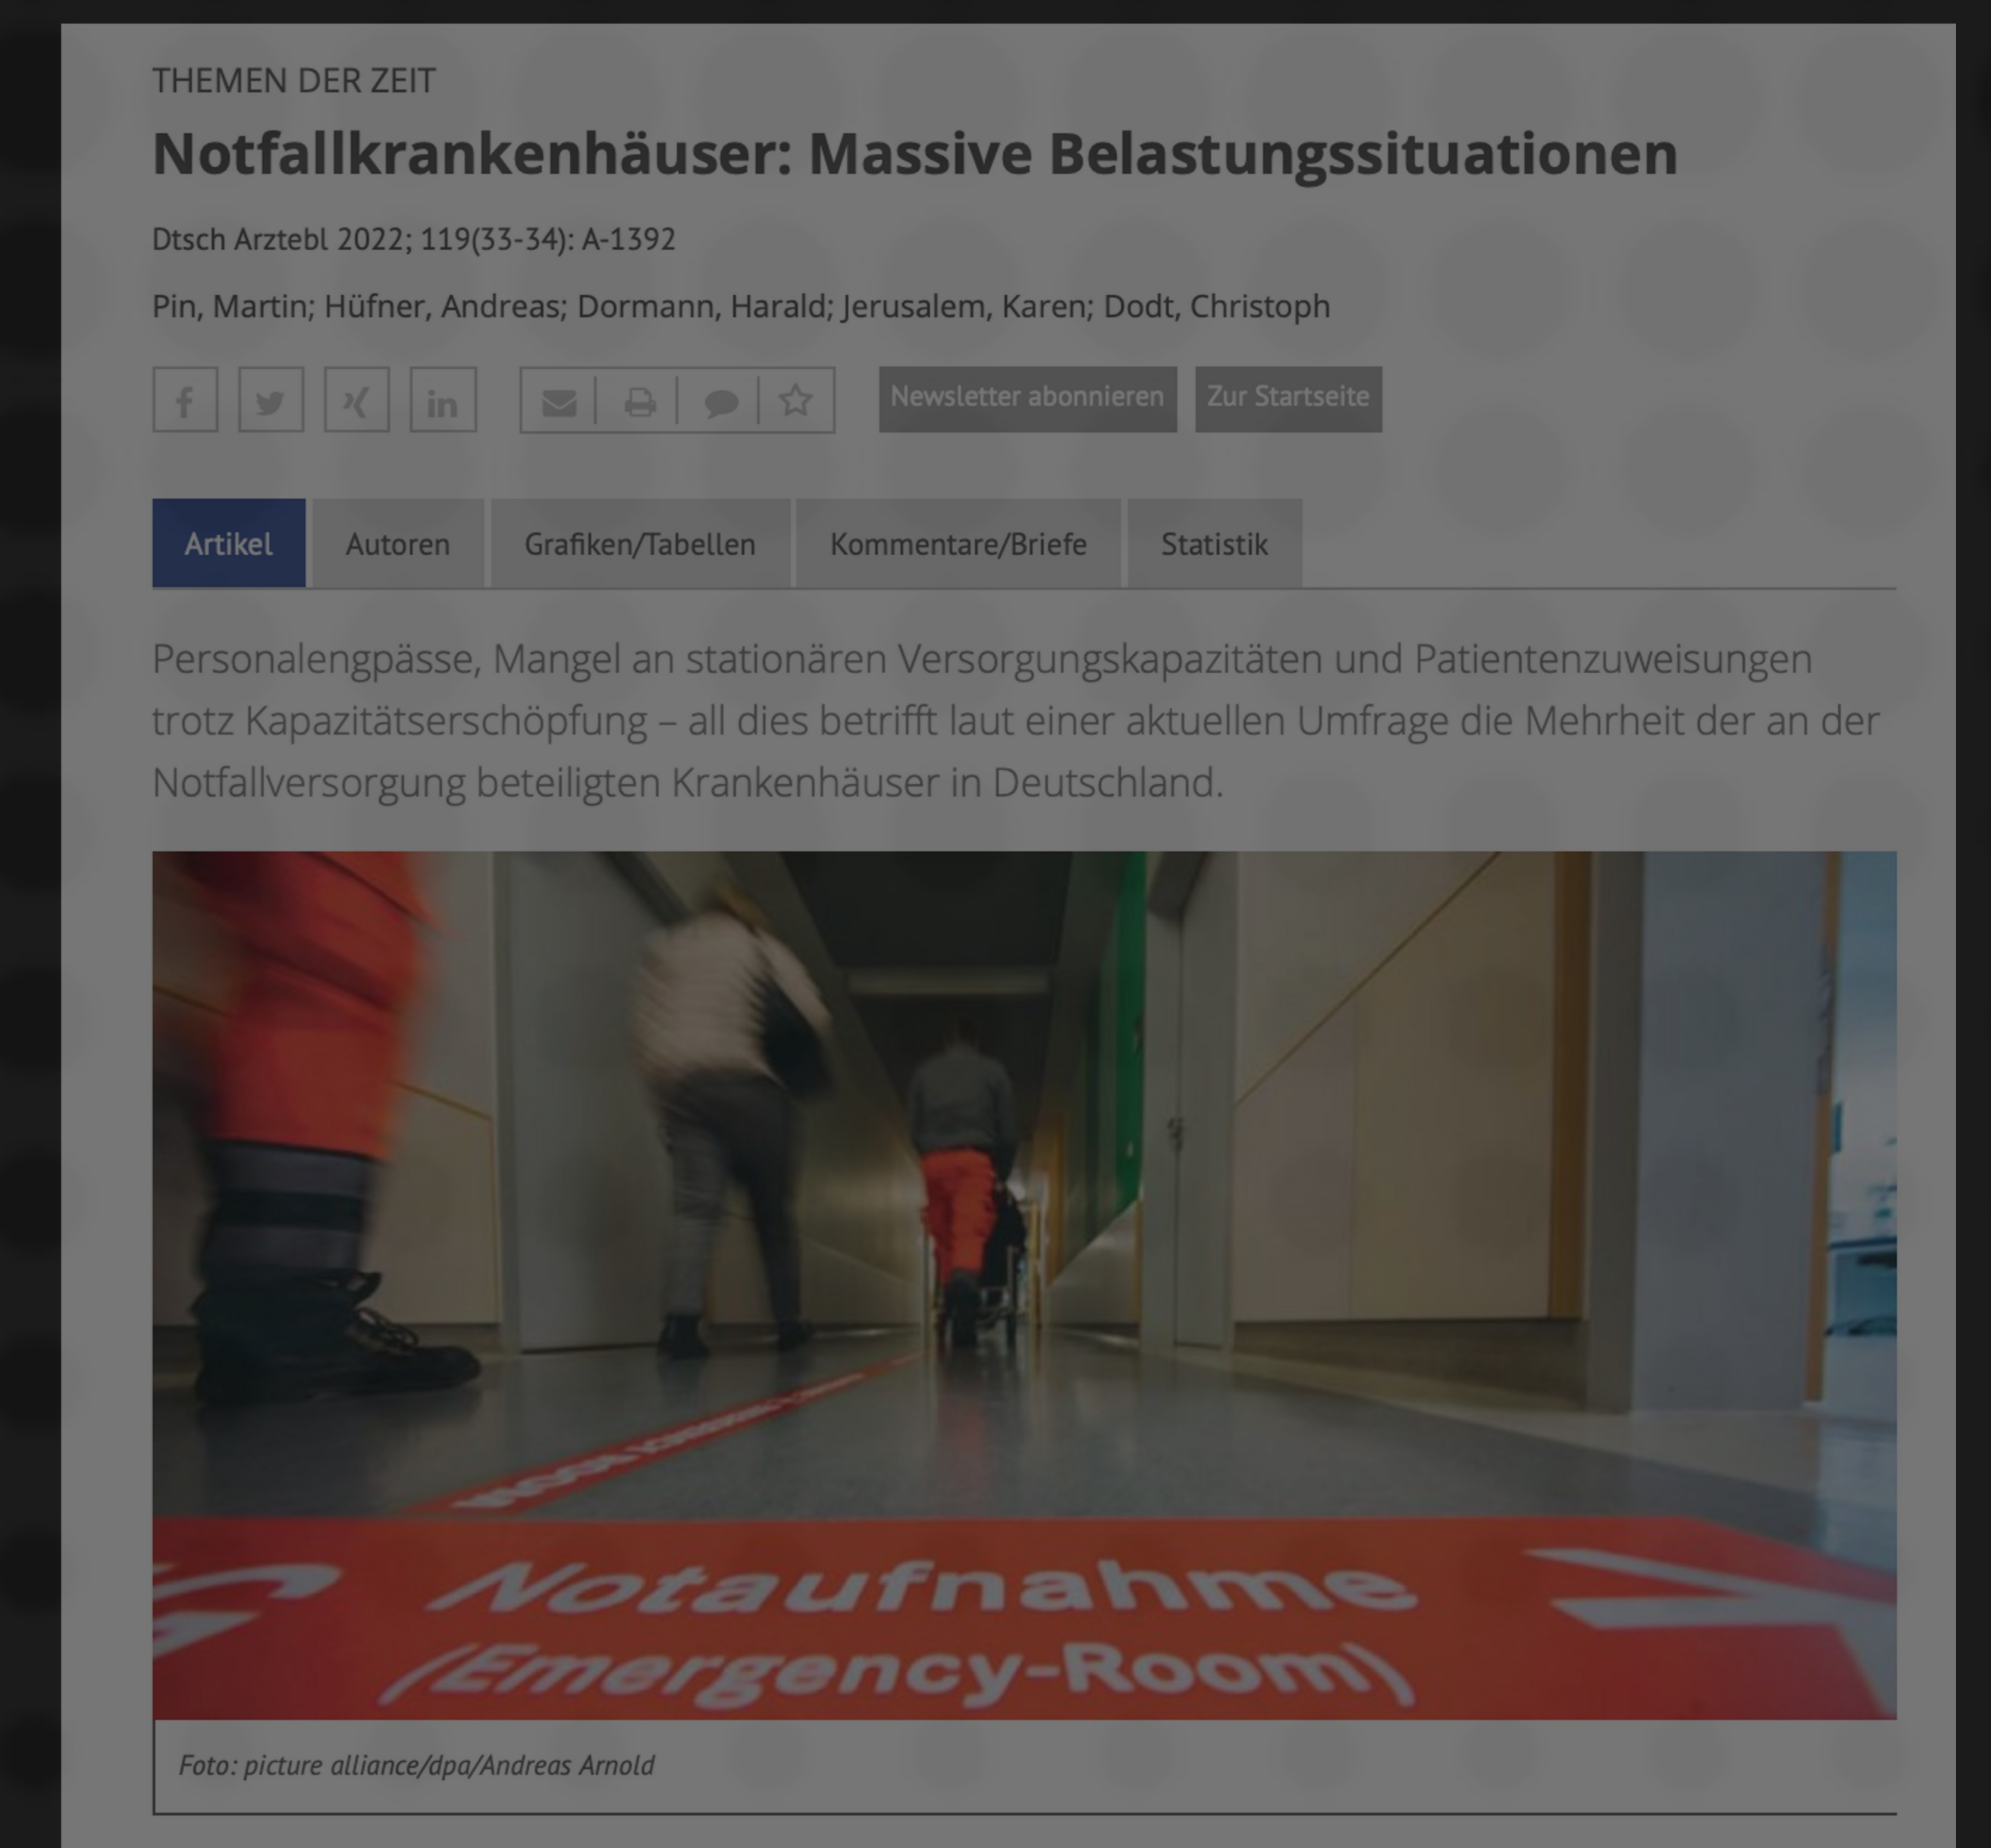 THEMEN DER ZEIT
Notfallkrankenhäuser: Massive Belastungssituationen
Dtsch Arztebl 2022; 119(33-34): A-1392
Pin, Martin; Hüfner, Andreas; Dormann, Harald; Jerusalem, Karen; Dodt, Christoph
Newsletter abonnieren Zur Startseite
Artikel Autoren Grafiken/Tabellen Kommentare/Briefe Statistik
Personalengpässe, Mangel an stationären Versorgungskapazitäten und Patientenzuweisungen
trotz Kapazitätserschöpfung – all dies betrifft laut einer aktuellen Umfrage die Mehrheit der an der
Notfallversorgung beteiligten Krankenhäuser in Deutschland.
Notaufnahme
(Emergency-Room)
Foto: picture alliance/dpa/Andreas Arnold